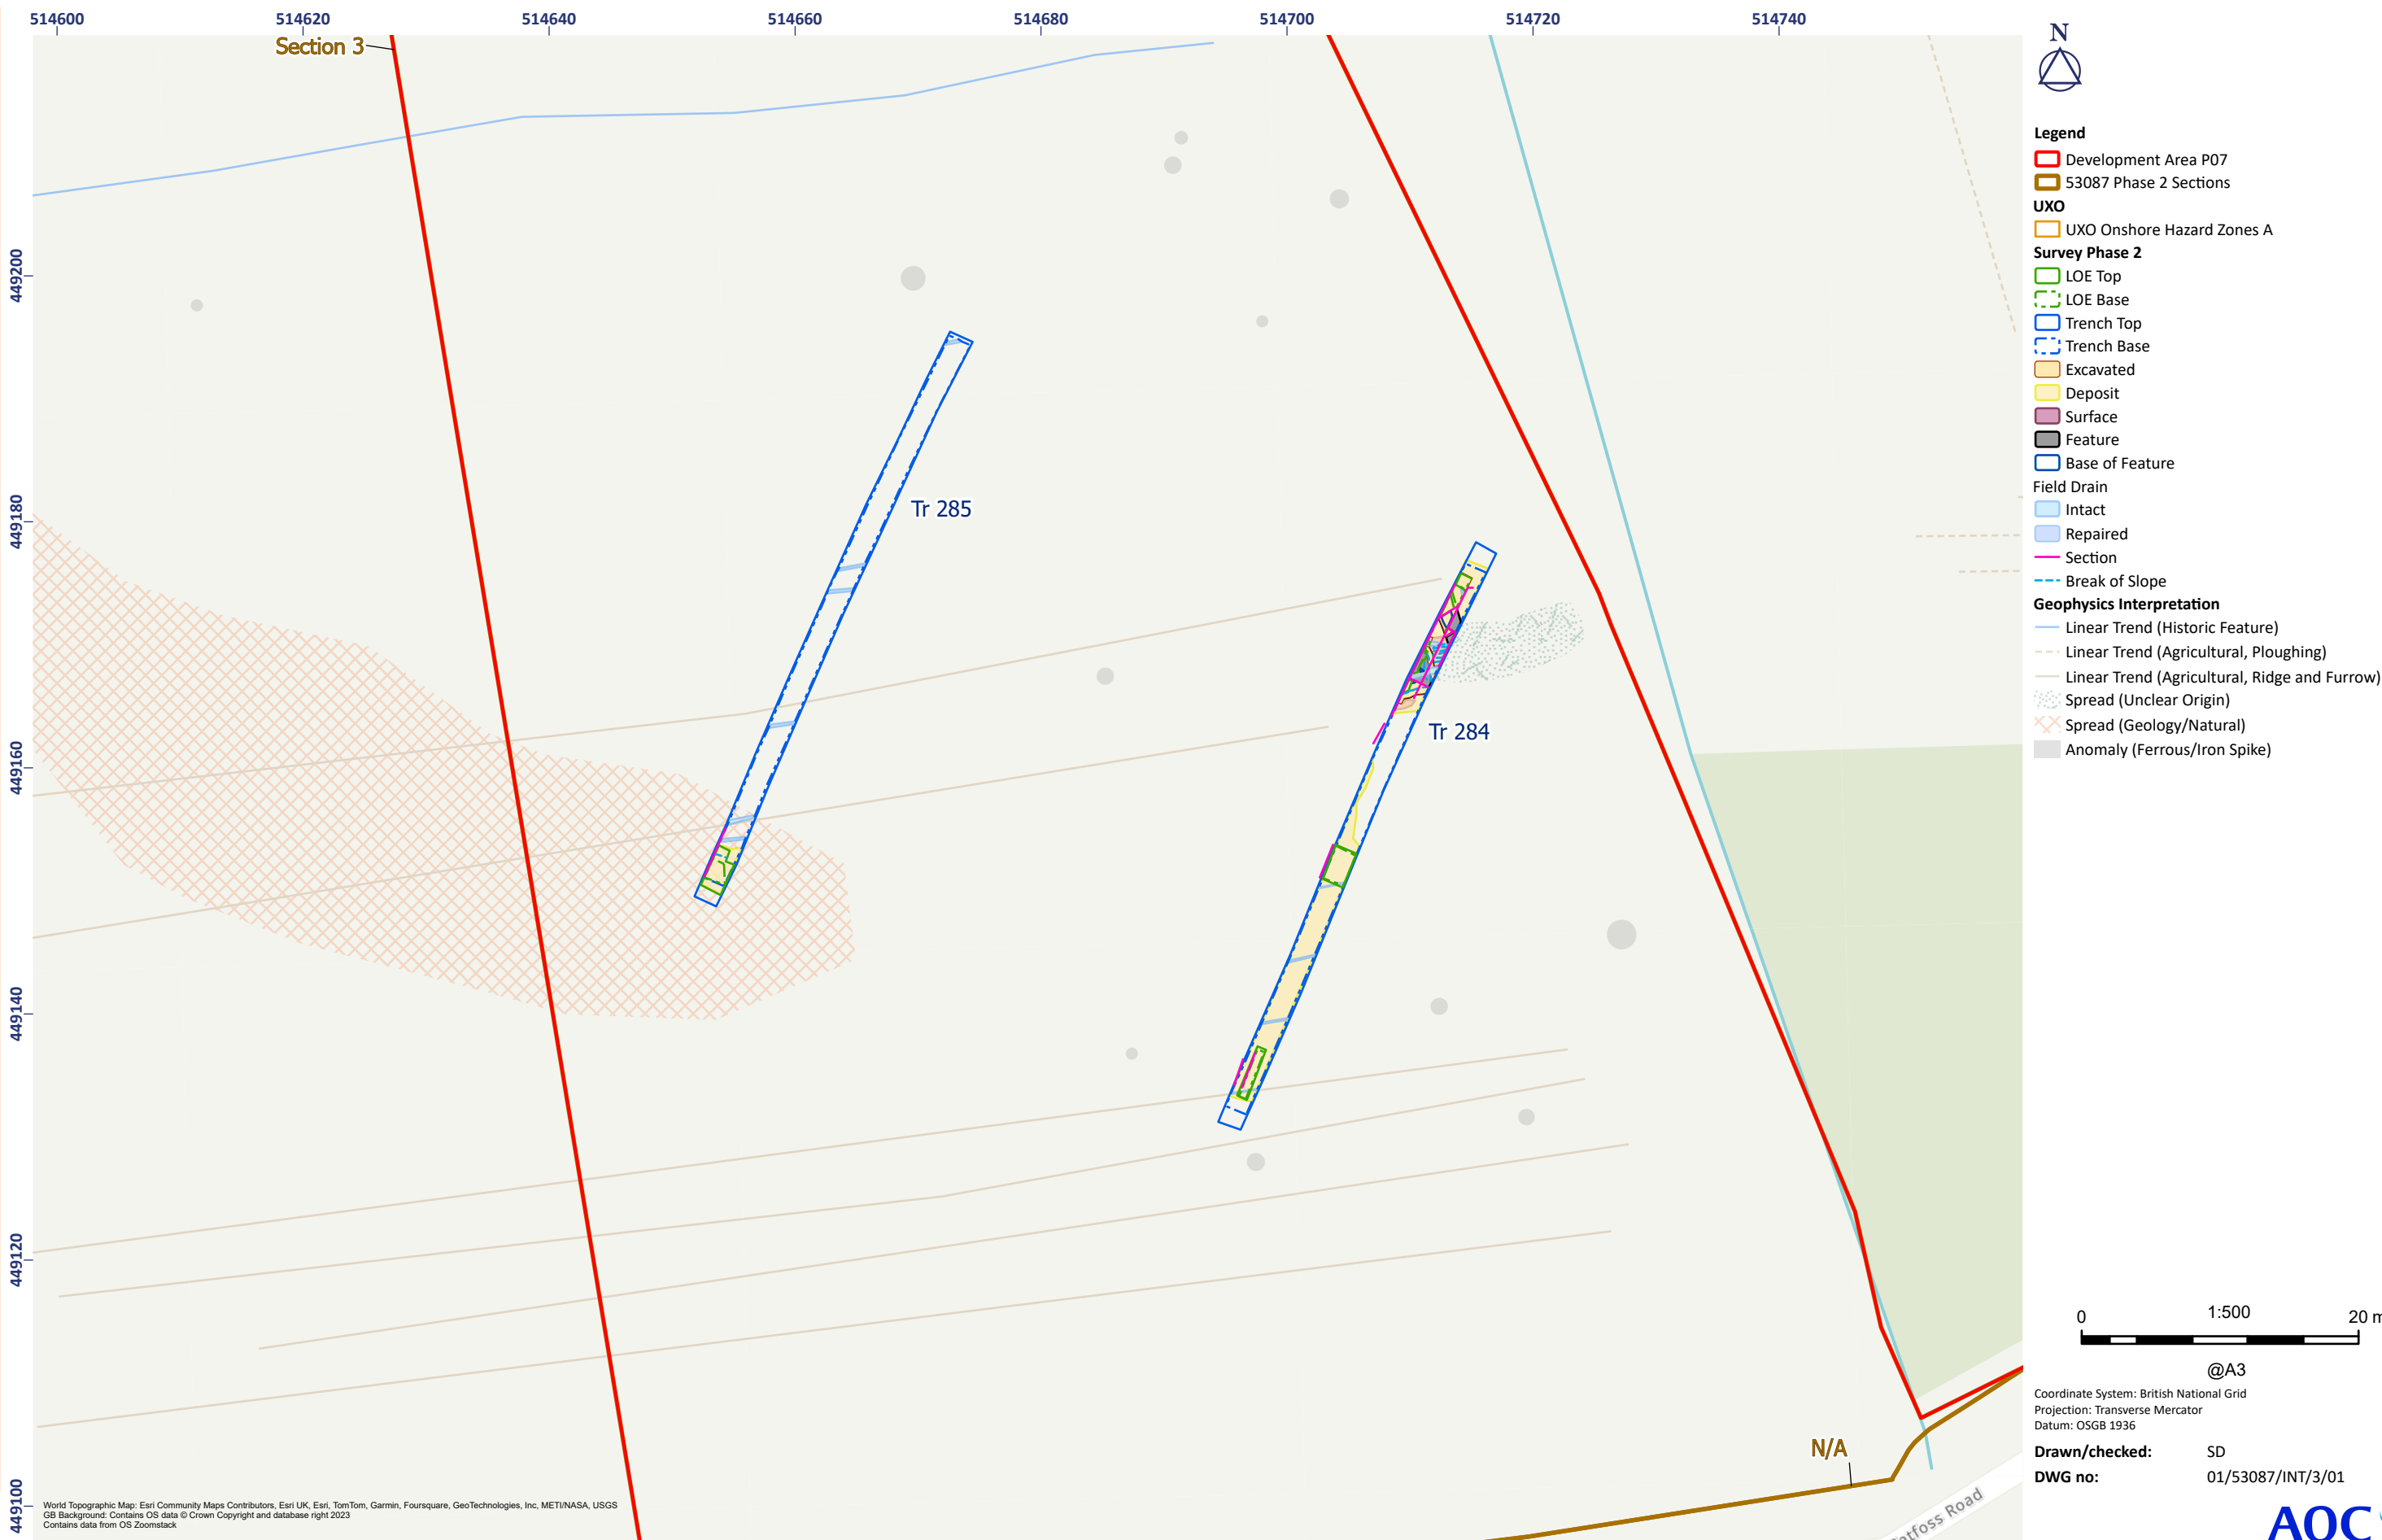 514600 514620 514640 514660 514680 514700 514720 514740
Section 3
449200
449180
449160
449140
449120
449100
Tr 285
Tr 284
N/A
World Topographic Map: Esri Community Maps Contributors, Esri UK, Esri, TomTom, Garmin, Foursquare, GeoTechnologies, Inc, METI/NASA, USGS
GB Background: Contains OS data © Crown Copyright and database right 2023
Contains data from OS Zoomstack
N
Legend
Development Area P07
53087 Phase 2 Sections
UXO
UXO Onshore Hazard Zones A
Survey Phase 2
LOE Top
LOE Base
Trench Top
Trench Base
Excavated
Deposit
Surface
Feature
Base of Feature
Field Drain
Intact
Repaired
Section
Break of Slope
Geophysics Interpretation
Linear Trend (Historic Feature)
Linear Trend (Agricultural, Ploughing)
Linear Trend (Agricultural, Ridge and Furrow)
Spread (Unclear Origin)
Spread (Geology/Natural)
Anomaly (Ferrous/Iron Spike)
0 1:500 20 m
@A3
Coordinate System: British National Grid
Projection: Transverse Mercator
Datum: OSGB 1936
Drawn/checked: SD
DWG no: 01/53087/INT/3/01
Road
AOC